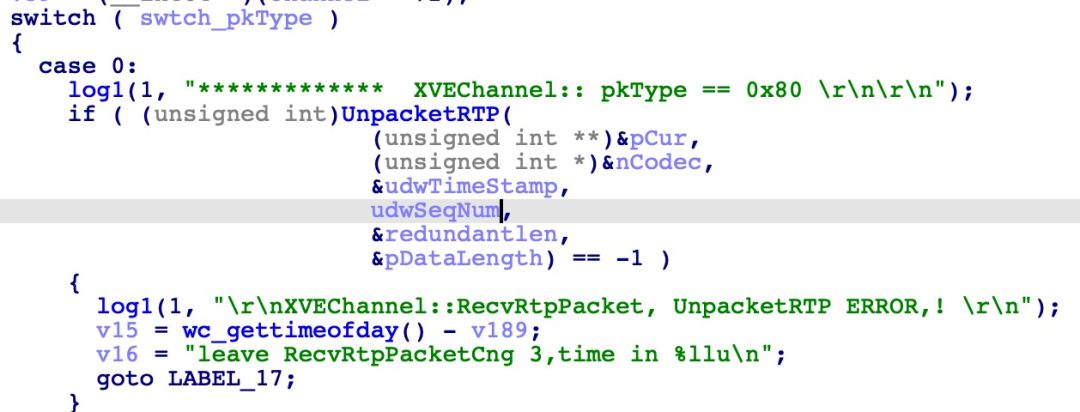 switch ( swtch_pkType )
{
case 0:
log1(1, "************* XVEChannel:: pkType == 0x80 \r\n\r\n");
if ( (unsigned int)UnpacketRTP(
(unsigned int **)&pCur,
(unsigned int *)&nCodec,
&udwTimeStamp,
udwSeqNum,
&redundantlen,
&pDataLength) == -1 )
{
log1(1, "\r\nXVEChannel::RecvRtpPacket, UnpacketRTP ERROR,! \r\n");
v15 = wc_gettimeofday() - v189;
v16 = "leave RecvRtpPacketCng 3,time in %llu\n";
goto LABEL_17;
}